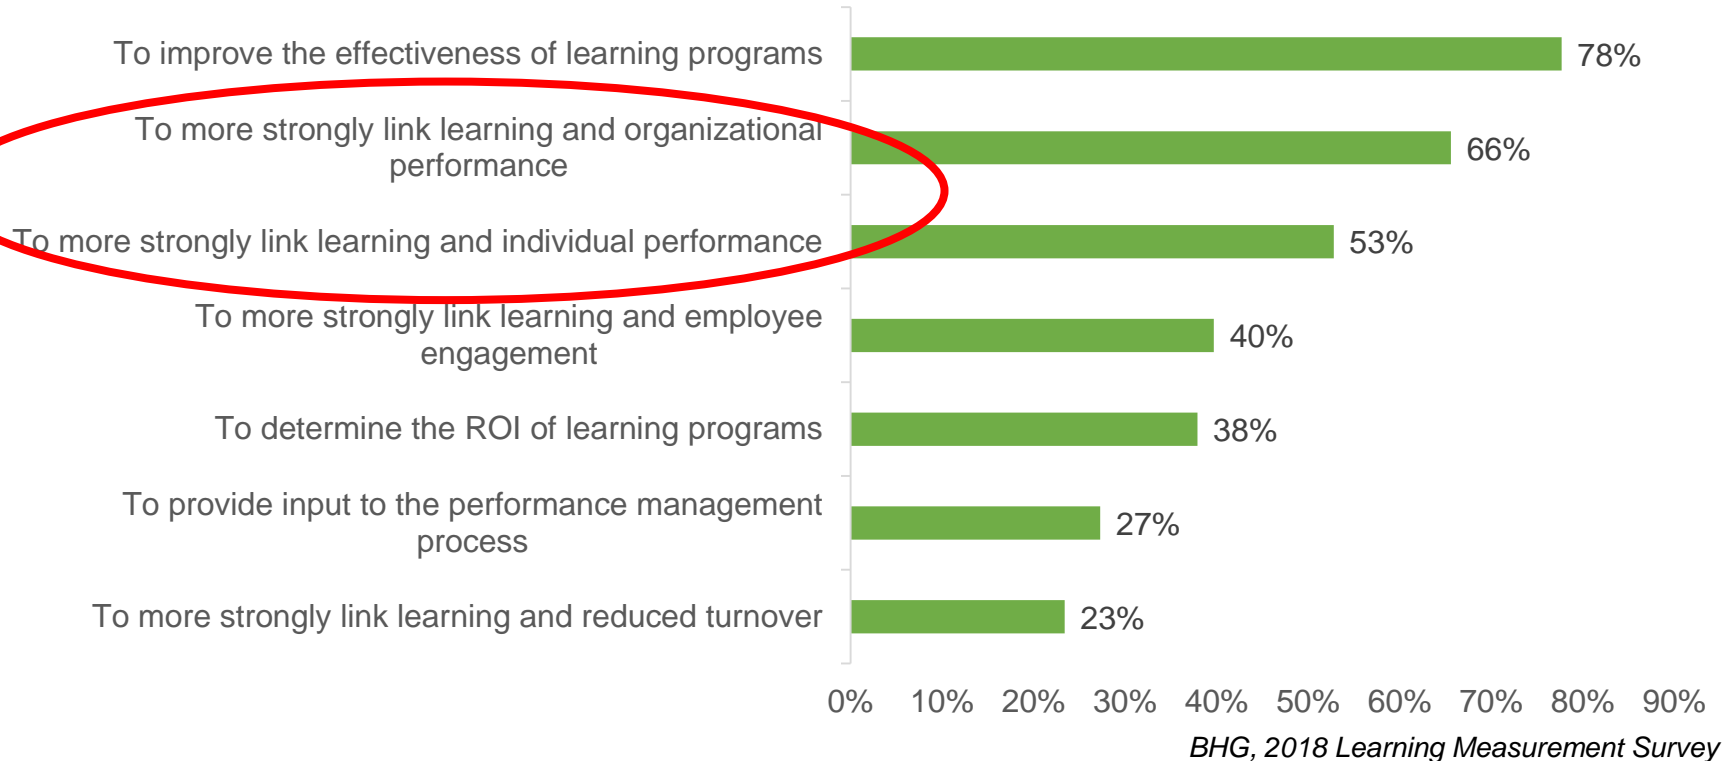 To improve the effectiveness of learning programs
78%
To more strongly link learning and organizational
performance
66%
To more strongly link learning and individual performance
53%
To more strongly link learning and employee
engagement
40%
To determine the ROI of learning programs
38%
To provide input to the performance management
process
27%
To more strongly link learning and reduced turnover
23%
0% 10% 20% 30% 40% 50% 60% 70% 80% 90%
BHG, 2018 Learning Measurement Survey